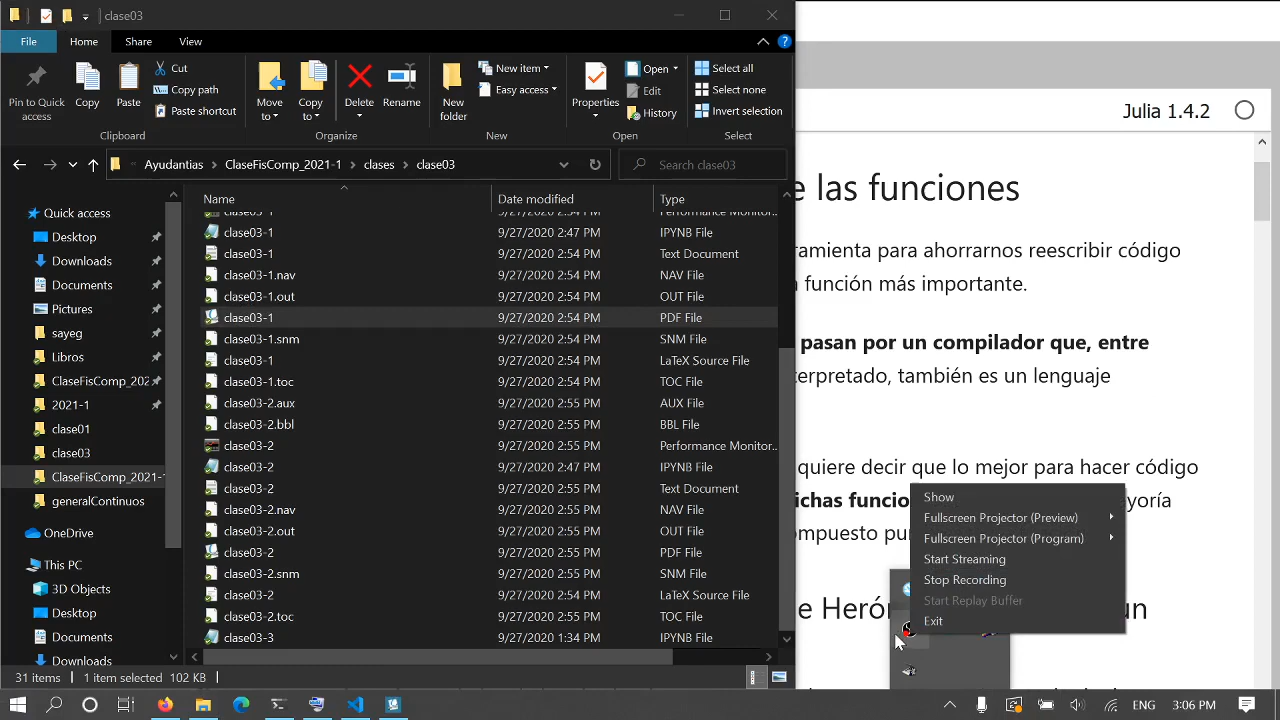 clase03
File
Home
Share
View
Pin to Quick access
Copy
Paste
Cut
Copy path
Paste shortcut
Clipboard
Move to
Copy to
Delete
Rename
Organize
New folder
New item
Easy access
New
Properties
Open
Edit
History
Open
Select all
Select none
Invert selection
Select
Ayudantias > ClaseFisComp_2021-1 > clases > clase03
Search clase03
Quick access
Desktop
Downloads
Documents
Pictures
sayeg
Libros
ClaseFisComp_202
2021-1
clase01
clase03
ClaseFisComp_2021-1
generalContinuos
OneDrive
This PC
3D Objects
Desktop
Documents
Downloads
Name Date modified Type
clase03-1 9/27/2020 2:54 PM Performance Monitor...
clase03-1 9/27/2020 2:47 PM IPYNB File
clase03-1 9/27/2020 2:54 PM Text Document
clase03-1.nav 9/27/2020 2:54 PM NAV File
clase03-1.out 9/27/2020 2:54 PM OUT File
clase03-1 9/27/2020 2:54 PM PDF File
clase03-1.snm 9/27/2020 2:54 PM SNM File
clase03-1 9/27/2020 2:54 PM LaTeX Source File
clase03-1.toc 9/27/2020 2:54 PM TOC File
clase03-2.aux 9/27/2020 2:55 PM AUX File
clase03-2.bbl 9/27/2020 2:55 PM BBL File
clase03-2 9/27/2020 2:55 PM Performance Monitor...
clase03-2 9/27/2020 2:47 PM IPYNB File
clase03-2 9/27/2020 2:55 PM Text Document
clase03-2.nav 9/27/2020 2:55 PM NAV File
clase03-2.out 9/27/2020 2:55 PM OUT File
clase03-2 9/27/2020 2:55 PM PDF File
clase03-2.snm 9/27/2020 2:55 PM SNM File
clase03-2 9/27/2020 2:55 PM LaTeX Source File
clase03-2.toc 9/27/2020 2:55 PM TOC File
clase03-3 9/27/2020 1:34 PM IPYNB File
31 items 1 item selected 102 KB
Julia 1.4.2
e las funciones
ramienta para ahorrarnos reescribir código
función más importante.
pasan por un compilador que, entre
terpretado, también es un lenguaje
quiere decir que lo mejor para hacer código
ichas funcio yoría
ompuesto pu
e Herón un
Show
Fullscreen Projector (Preview)
Fullscreen Projector (Program)
Start Streaming
Stop Recording
Start Replay Buffer
Exit
ENG 3:06 PM